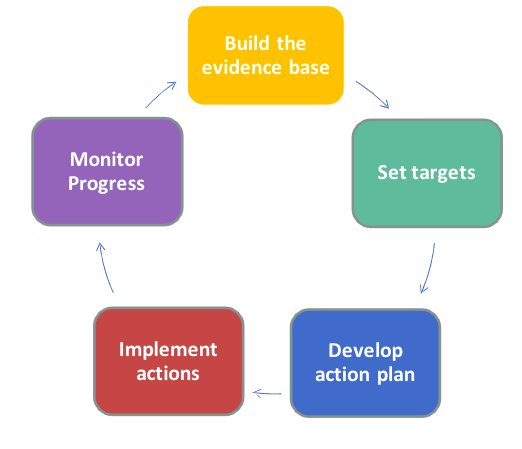 Build the
evidence base
Set targets
Develop
action plan
Implement
actions
Monitor
Progress